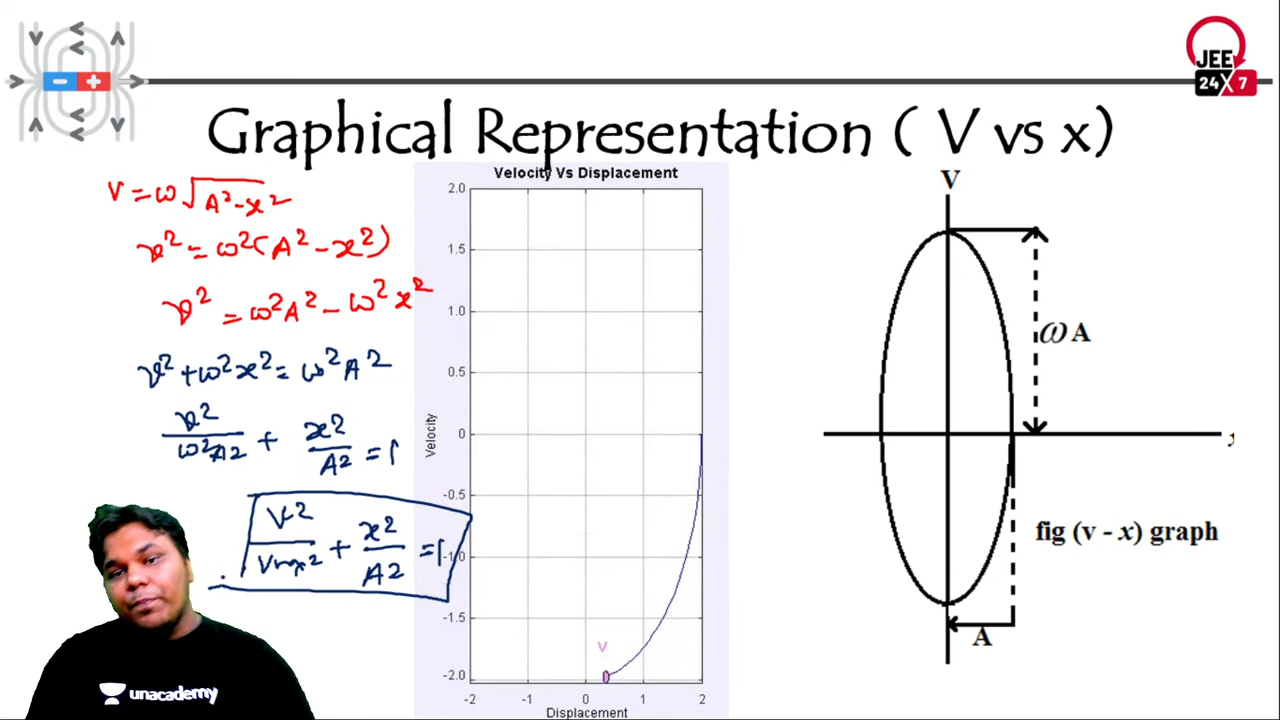 JEE
24X7
Graphical Representation ( V vs x)
V = ω√A² - x²
v² = ω²(A² - x²)
v² = ω²A² - ω²x²
v² + ω²x² = ω²A²
v²/ω²A² + x²/A² = 1
v²/Vmax² + x²/A² = 1
unacademy
Velocity Vs Displacement
2.0
1.5
1.0
0.5
0
-0.5
-1.0
-1.5
-2.0
Velocity
V
-2 -1 0 1 2
Displacement
V
ωA
fig (v - x) graph
A